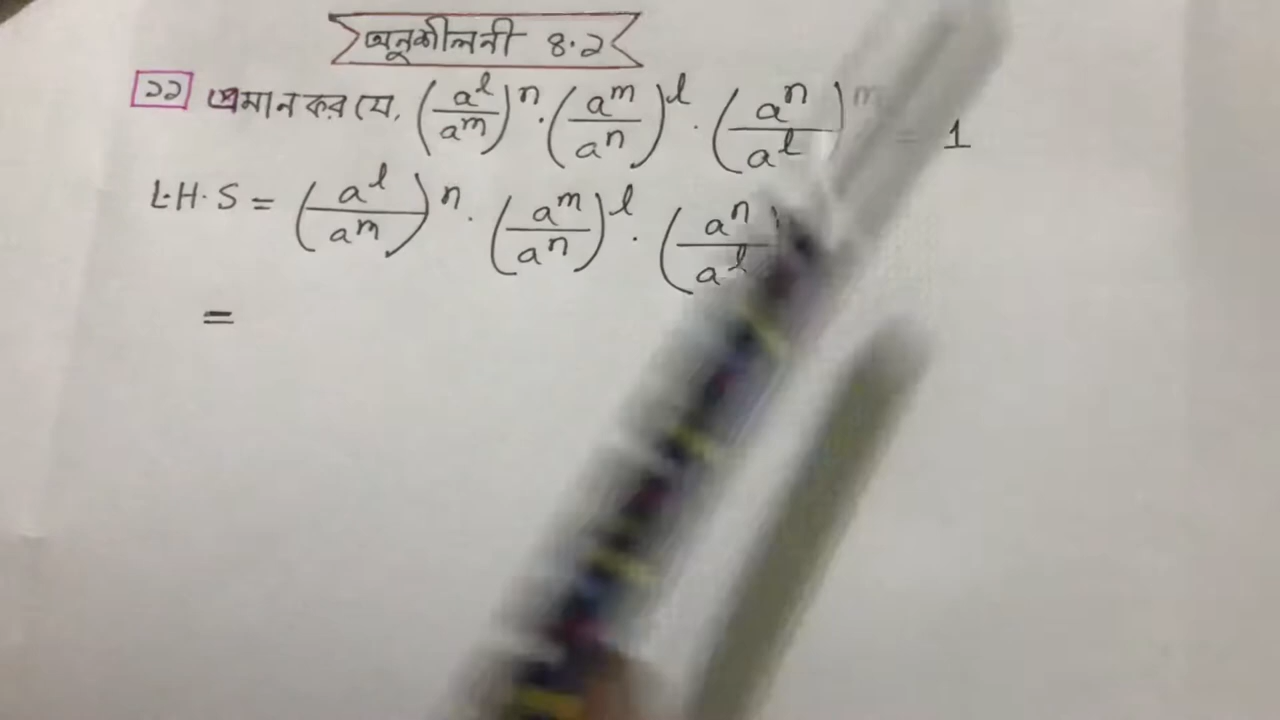 অনুশীলনী ৪.২
১১ প্রমান কর যে, (a^l/a^m)^n · (a^m/a^n)^l · (a^n/a^l)^m = 1
L.H.S = (a^l/a^m)^n · (a^m/a^n)^l · (a^n/a^l
=